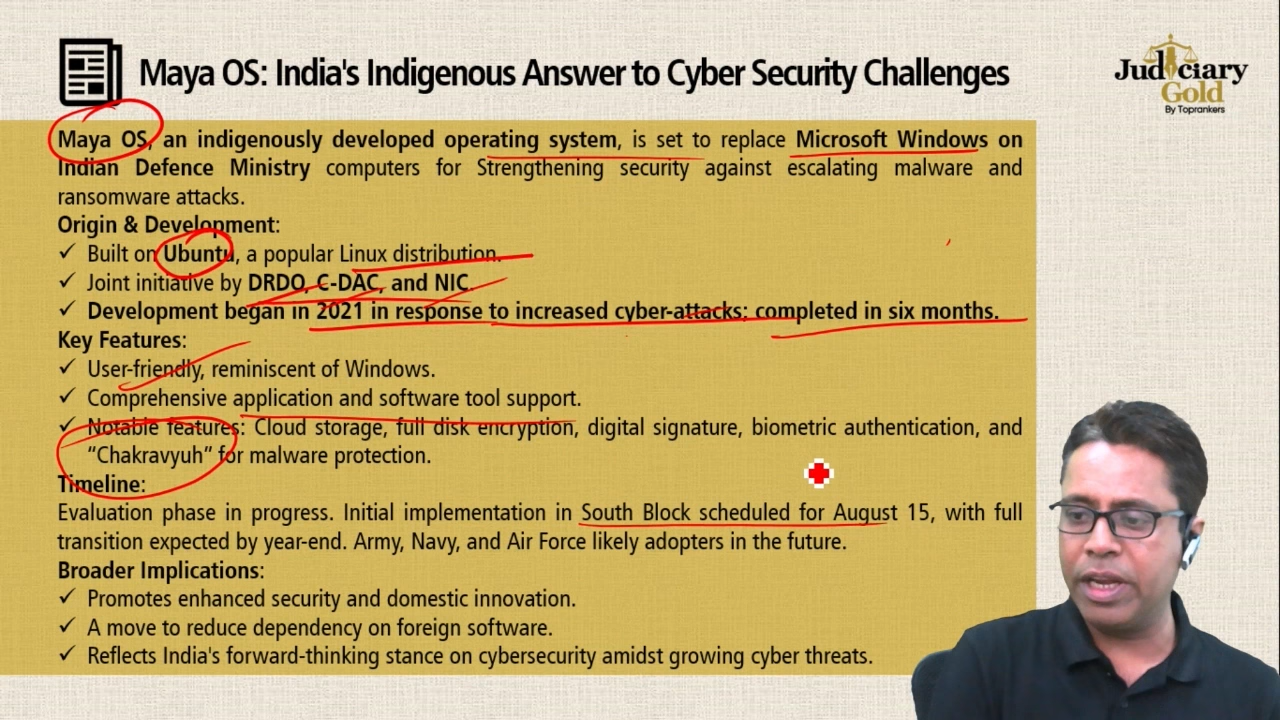 Maya OS: India's Indigenous Answer to Cyber Security Challenges
Judiciary
Gold
By Toprankers
Maya OS, an indigenously developed operating system, is set to replace Microsoft Windows on
Indian Defence Ministry computers for Strengthening security against escalating malware and
ransomware attacks.
Origin & Development:
✓ Built on Ubuntu, a popular Linux distribution.
✓ Joint initiative by DRDO, C-DAC, and NIC.
✓ Development began in 2021 in response to increased cyber-attacks; completed in six months.
Key Features:
✓ User-friendly, reminiscent of Windows.
✓ Comprehensive application and software tool support.
✓ Notable features: Cloud storage, full disk encryption, digital signature, biometric authentication, and
“Chakravyuh” for malware protection.
Timeline:
Evaluation phase in progress. Initial implementation in South Block scheduled for August 15, with full
transition expected by year-end. Army, Navy, and Air Force likely adopters in the future.
Broader Implications:
✓ Promotes enhanced security and domestic innovation.
✓ A move to reduce dependency on foreign software.
✓ Reflects India's forward-thinking stance on cybersecurity amidst growing cyber threats.